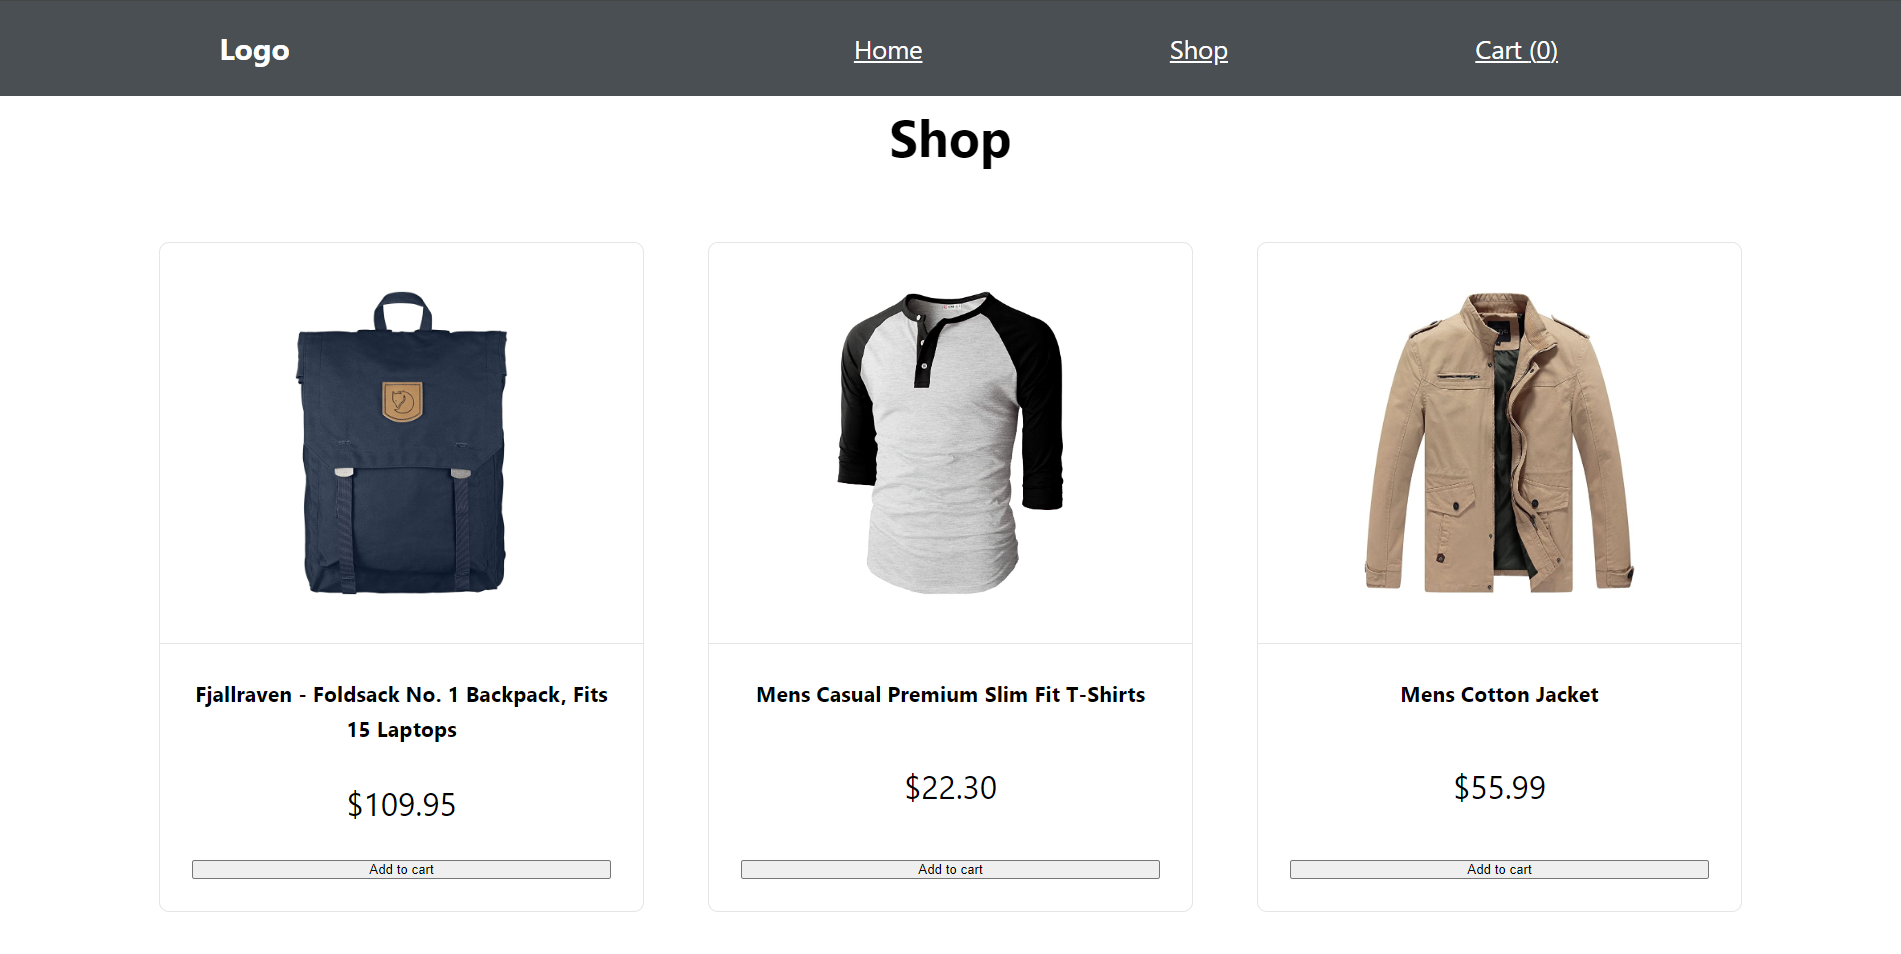 Logo Home Shop Cart (0)
Shop
Fjallraven - Foldsack No. 1 Backpack, Fits
15 Laptops
$109.95
Add to cart
Mens Casual Premium Slim Fit T-Shirts
$22.30
Add to cart
Mens Cotton Jacket
$55.99
Add to cart